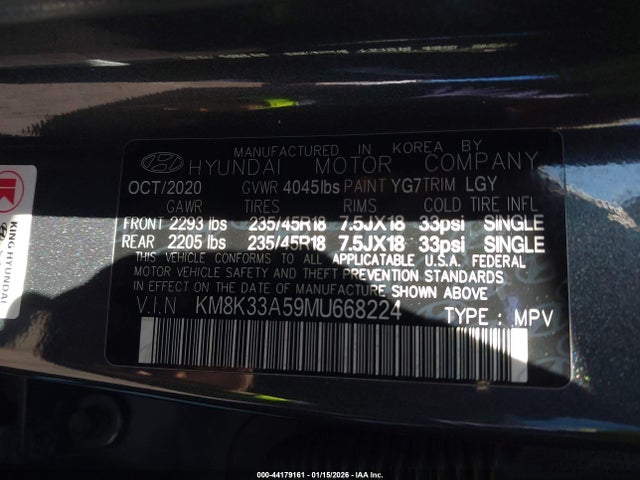 MANUFACTURED IN KOREA BY
HYUNDAI MOTOR COMPANY
OCT/2020 GVWR 4045lbs PAINT YG7 TRIM LGY
GAWR TIRES RIMS COLD TIRE INFL
FRONT 2293 lbs 235/45R18 7.5JX18 33psi SINGLE
REAR 2205 lbs 235/45R18 7.5JX18 33psi SINGLE
THIS VEHICLE CONFORMS TO ALL APPLICATABLE U.S.A. FEDERAL
MOTOR VEHICLE SAFETY AND THEFT PREVENTION STANDARDS
IN EFFECT ON THE DATE OF MANUFACTURE SHOWN ABOVE
V.I.N KM8K33A59MU668224
TYPE : MPV
KING HYUNDAI
000-44179161 - 01/15/2026 - IAA Inc.